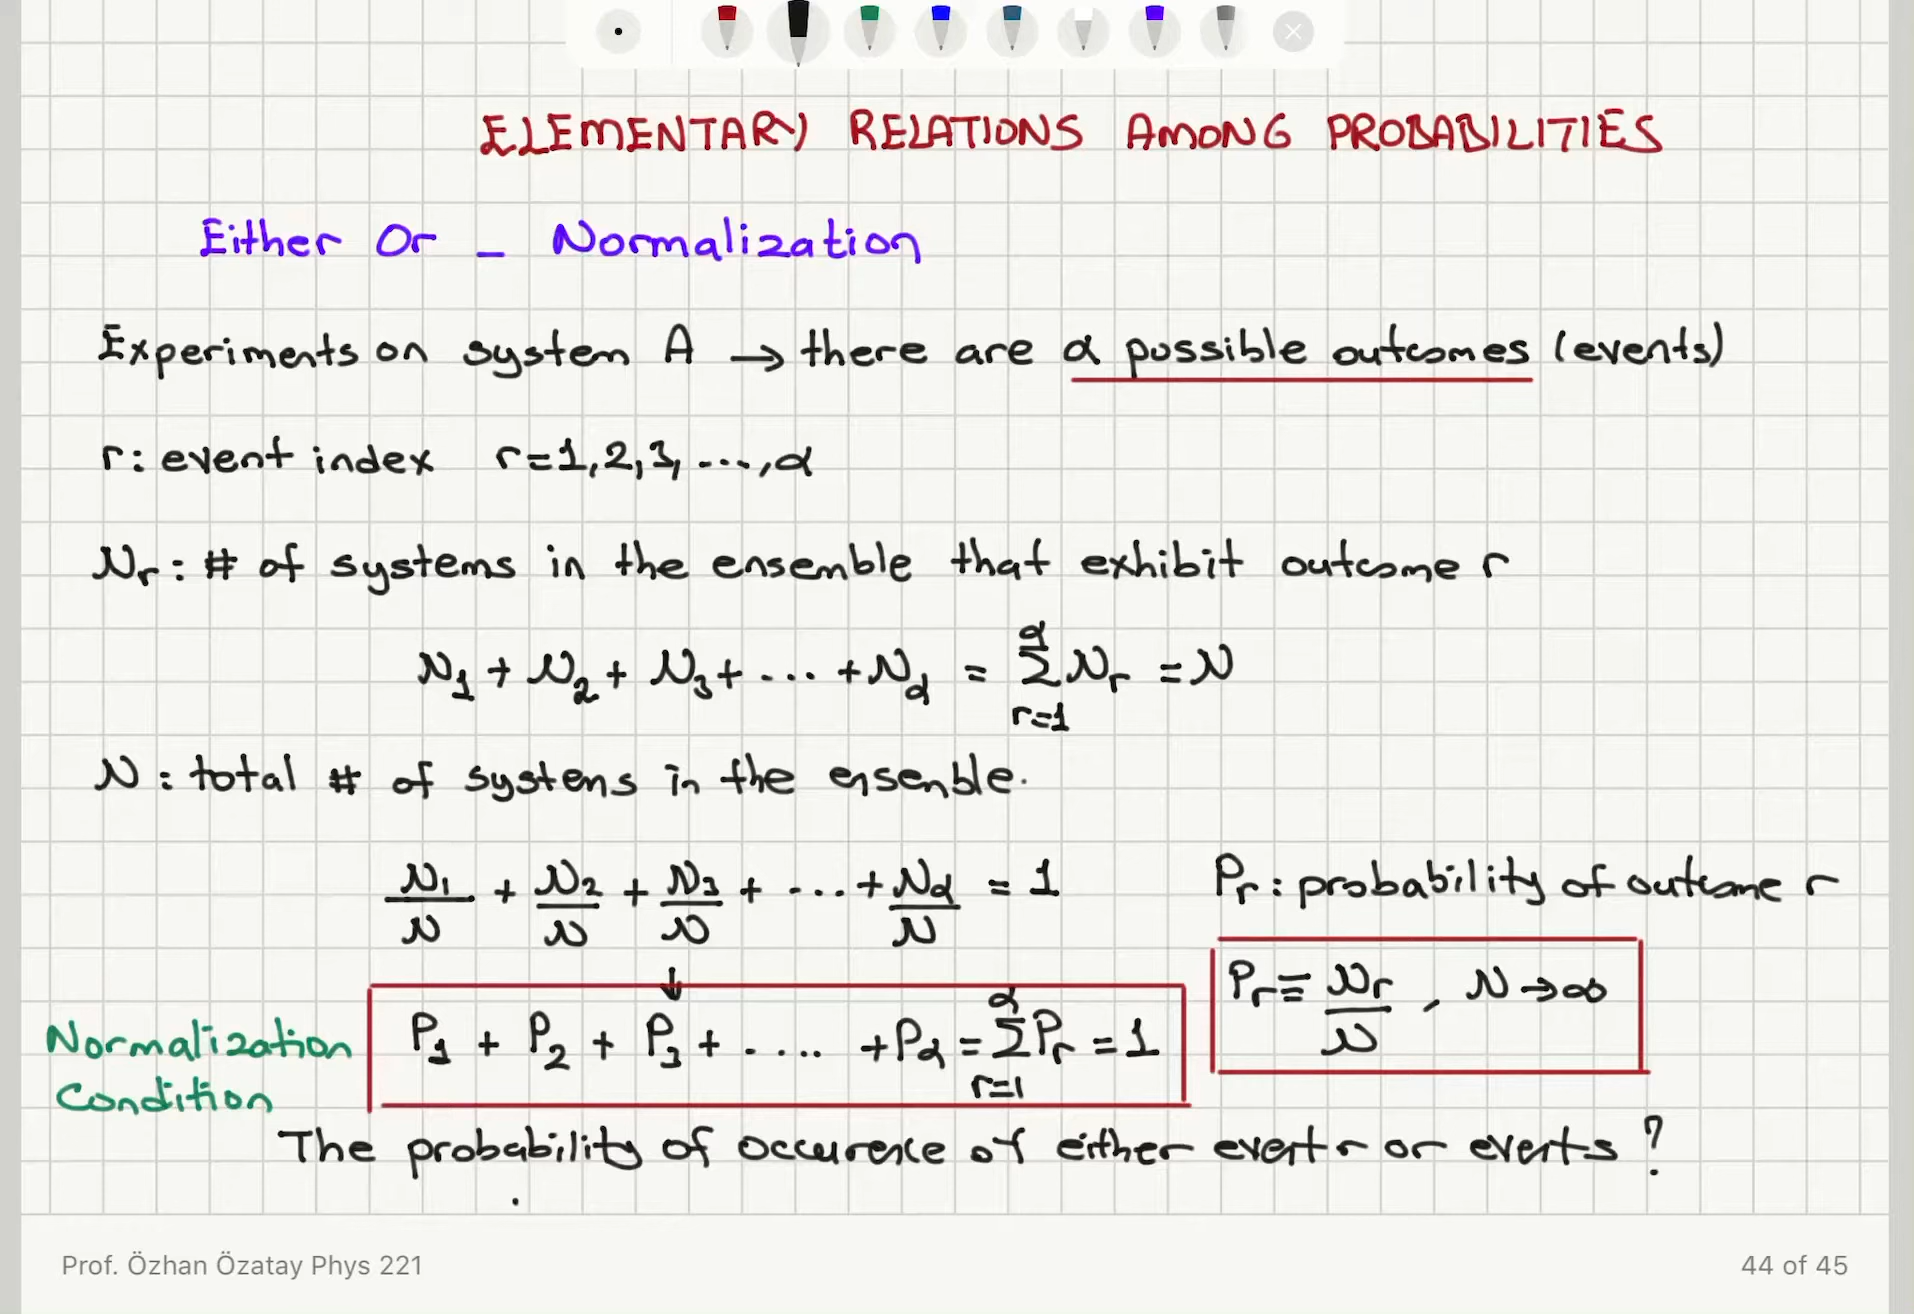 ELEMENTARY RELATIONS AMONG PROBABILITIES
Either Or _ Normalization
Experiments on system A → there are α possible outcomes (events)
r: event index r=1,2,3, ...,α
Nr : # of systems in the ensemble that exhibit outcome r
N₁ + N₂ + N₃ + ... + Nα = Σ_{r=1}^{α} Nr = N
N : total # of systems in the ensenble.
N₁/N + N₂/N + N₃/N + ... + Nα/N = 1
Pr : probability of outcome r
↓
Pr ≡ Nr/N , N → ∞
Normalization Condition
P₁ + P₂ + P₃ + .... + Pα = Σ_{r=1}^{α} Pr = 1
The probability of occurence of either event r or event s ?
Prof. Özhan Özatay Phys 221
44 of 45